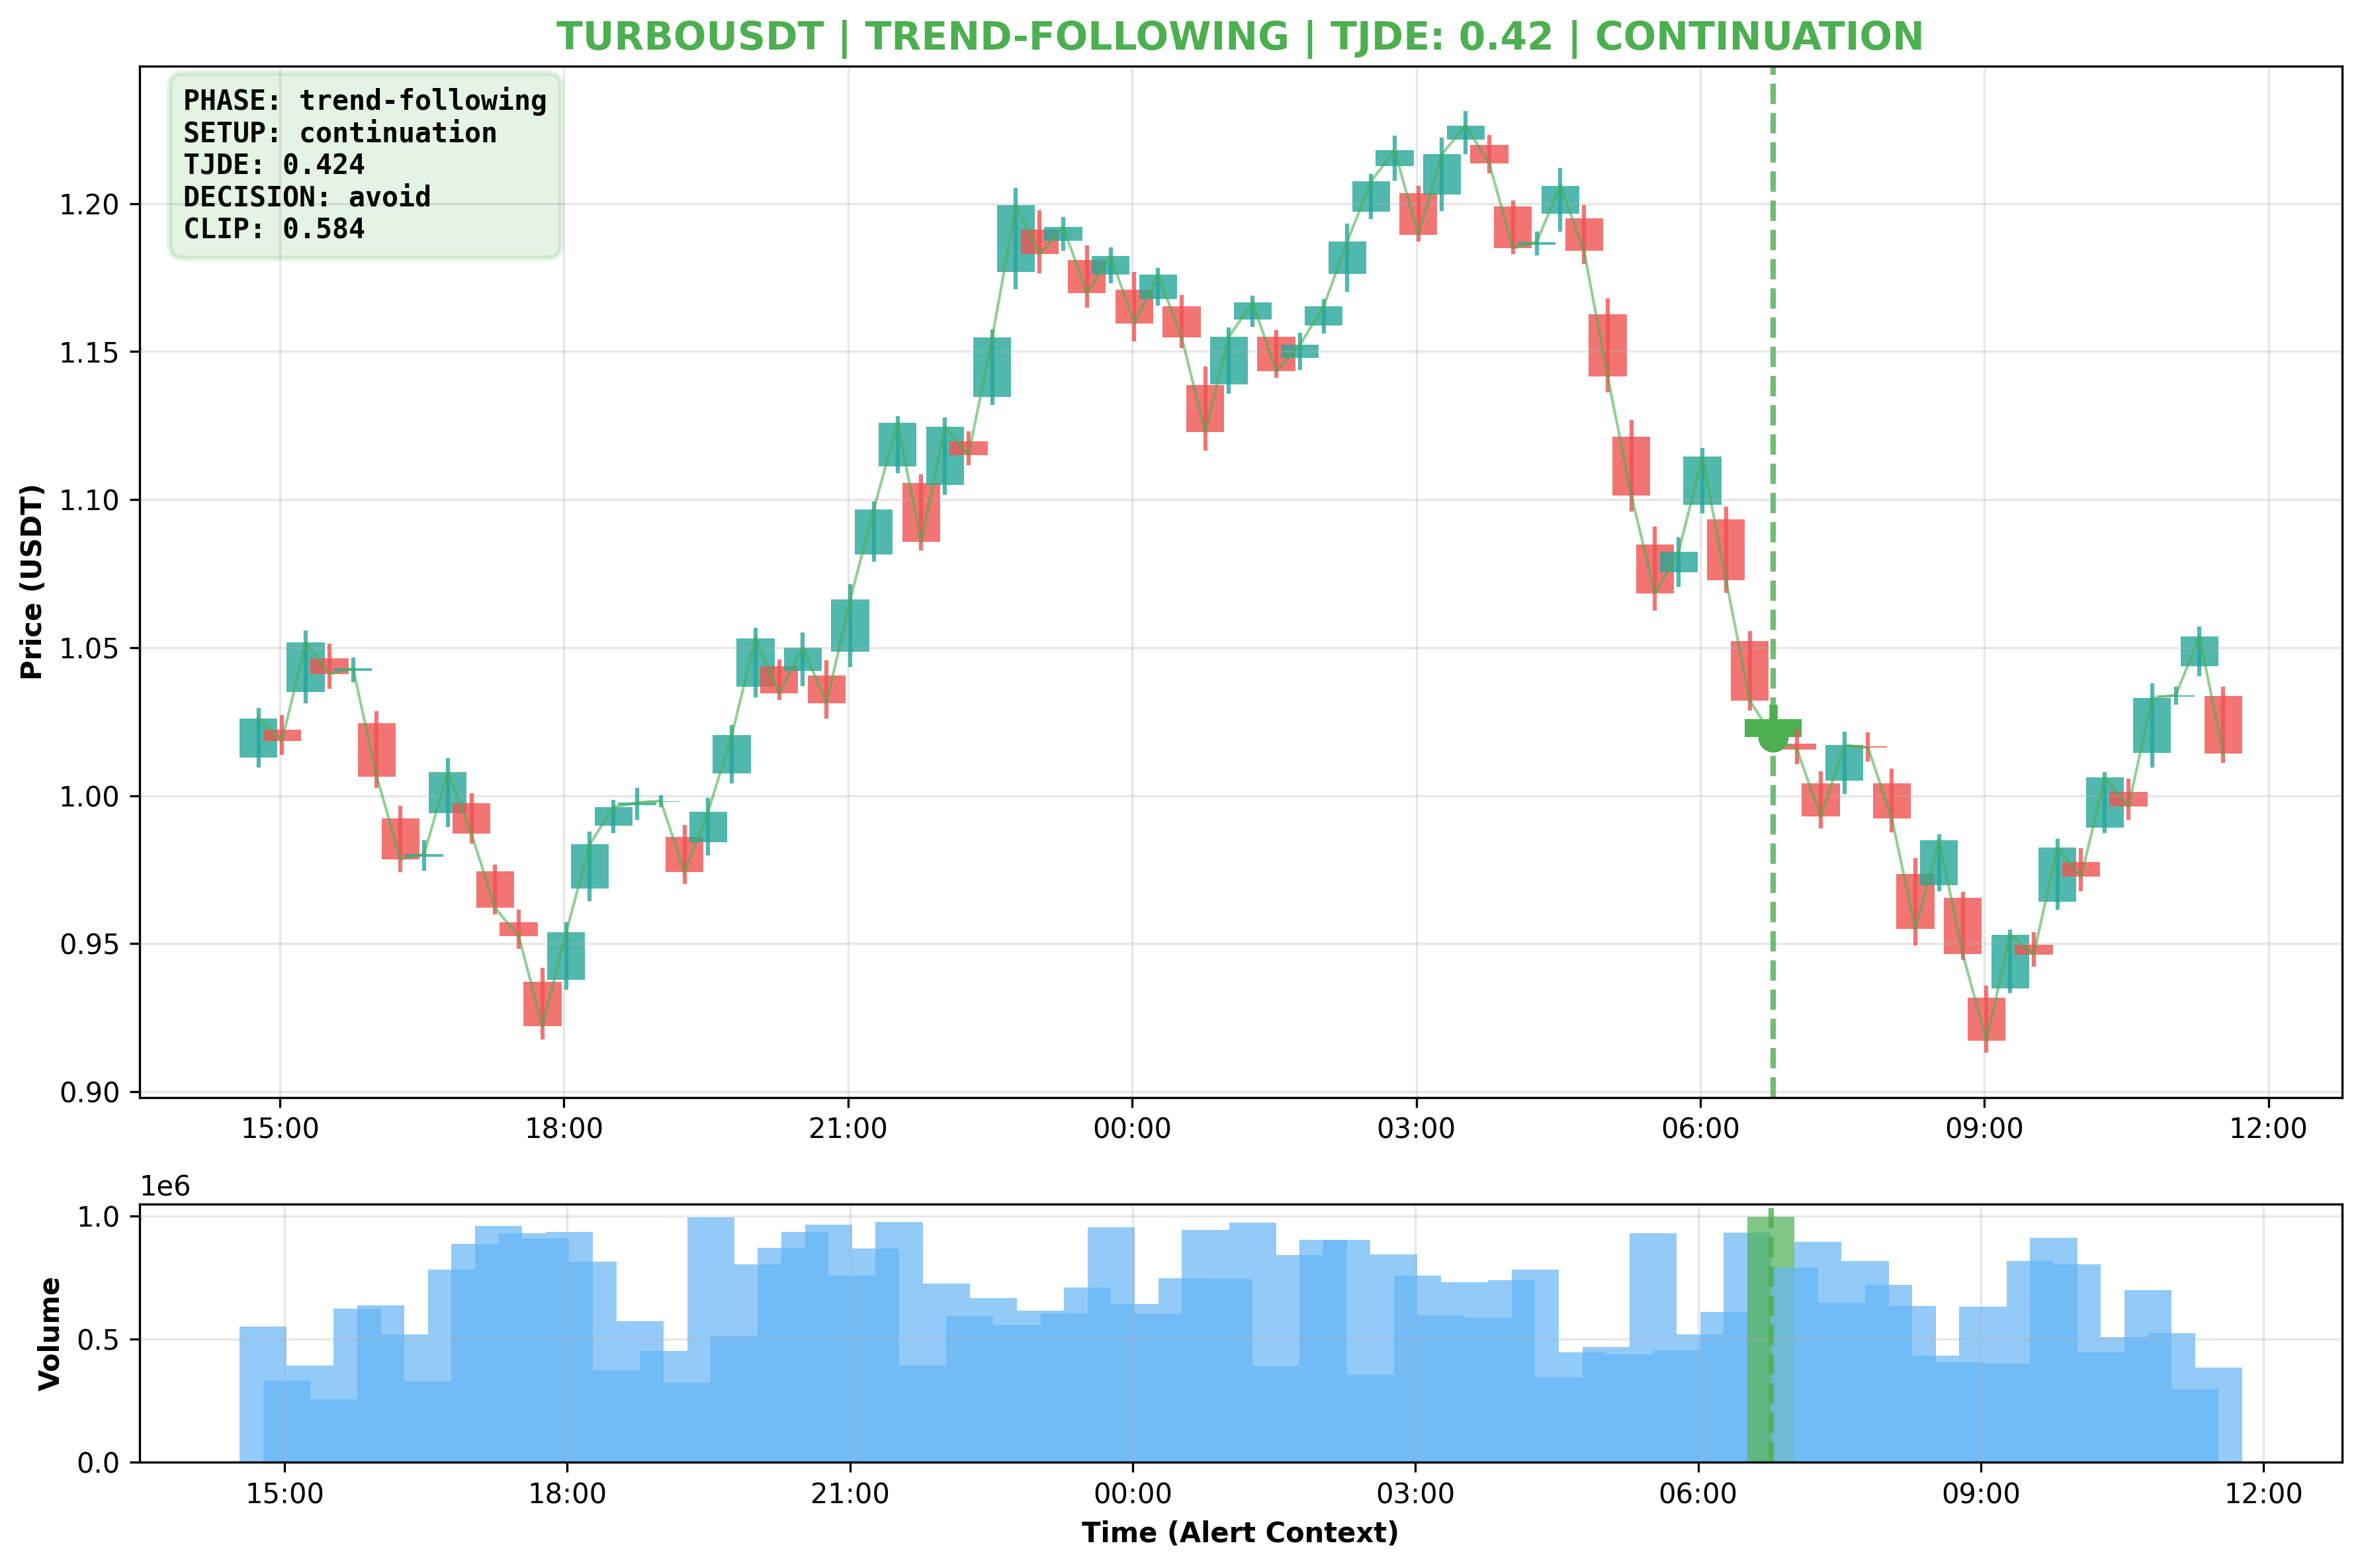 TURBOUSDT | TREND-FOLLOWING | TJDE: 0.42 | CONTINUATION
PHASE: trend-following
SETUP: continuation
TJDE: 0.424
DECISION: avoid
CLIP: 0.584
Price (USDT)
1.20
1.15
1.10
1.05
1.00
0.95
0.90
15:00 18:00 21:00 00:00 03:00 06:00 09:00 12:00
1e6
Volume
1.0
0.5
0.0
15:00 18:00 21:00 00:00 03:00 06:00 09:00 12:00
Time (Alert Context)